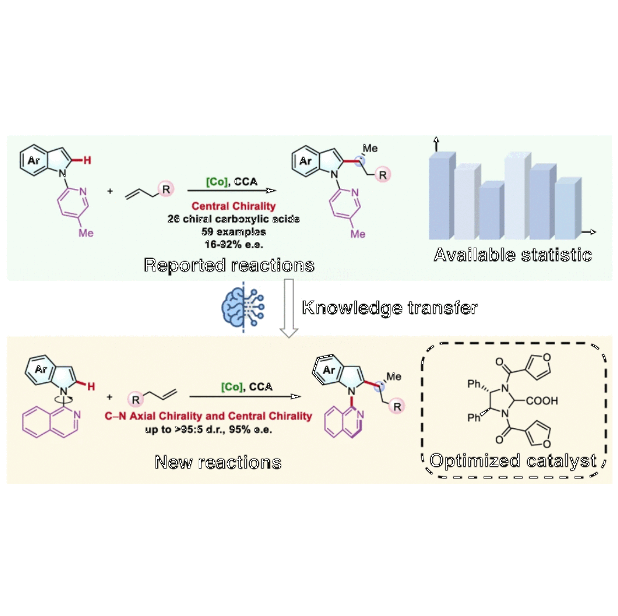 Ar
H
N
N
Me
+
R
[Co], CCA
Central Chirality
26 chiral carboxylic acids
59 examples
16-92% e.e.
Ar
Me
N
R
N
Me
Reported reactions
Available statistic
Knowledge transfer
Ar
H
N
N
+
R
[Co], CCA
C–N Axial Chirality and Central Chirality
up to >95:5 d.r., 95% e.e.
Ar
Me
N
R
N
New reactions
O
O
Ph
N
COOH
Ph
N
O
O
Optimized catalyst